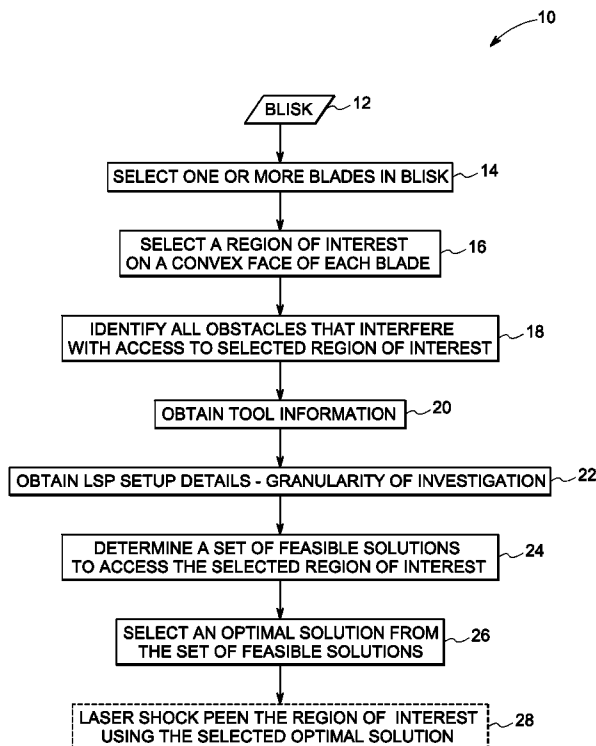 10
BLISK 12
SELECT ONE OR MORE BLADES IN BLISK 14
SELECT A REGION OF INTEREST
ON A CONVEX FACE OF EACH BLADE 16
IDENTIFY ALL OBSTACLES THAT INTERFERE
WITH ACCESS TO SELECTED REGION OF INTEREST 18
OBTAIN TOOL INFORMATION 20
OBTAIN LSP SETUP DETAILS - GRANULARITY OF INVESTIGATION 22
DETERMINE A SET OF FEASIBLE SOLUTIONS
TO ACCESS THE SELECTED REGION OF INTEREST 24
SELECT AN OPTIMAL SOLUTION FROM
THE SET OF FEASIBLE SOLUTIONS 26
LASER SHOCK PEEN THE REGION OF INTEREST
USING THE SELECTED OPTIMAL SOLUTION 28